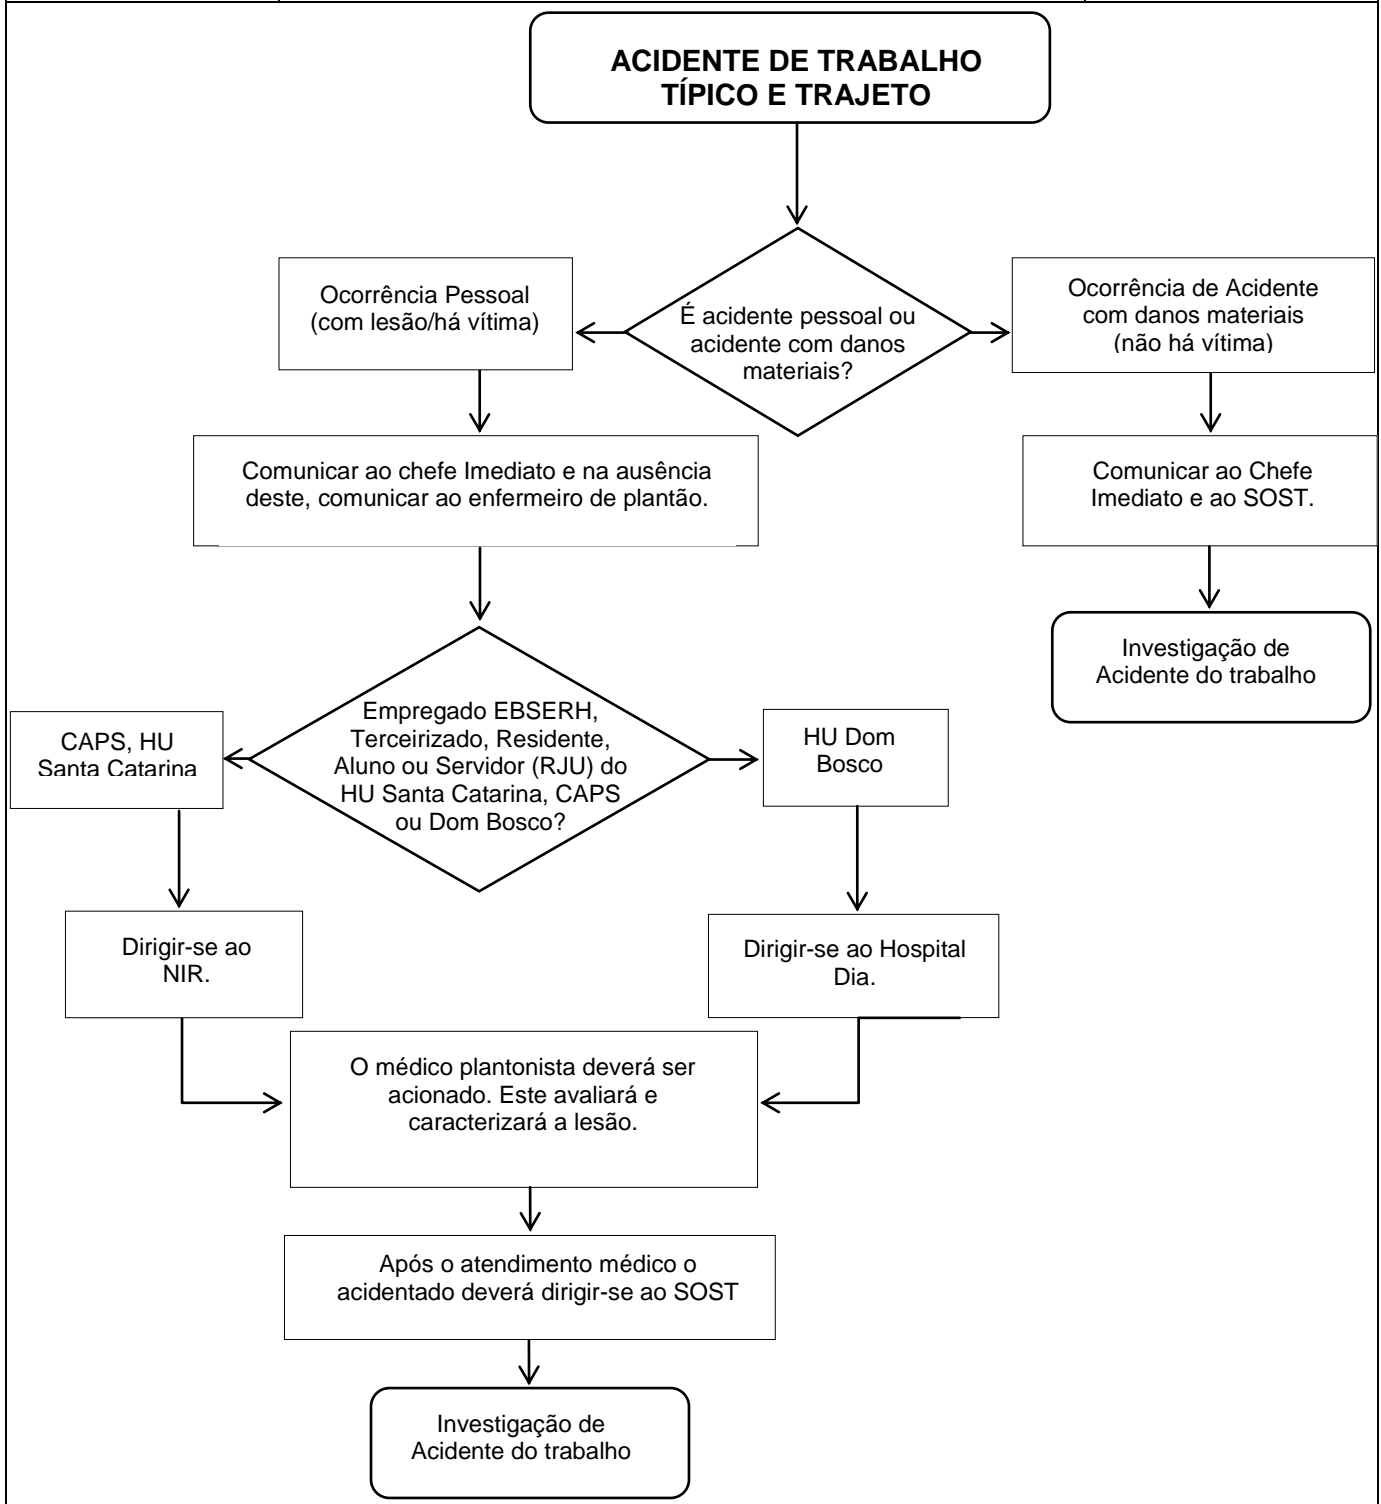 ACIDENTE DE TRABALHO
TÍPICO E TRAJETO
É acidente pessoal ou
acidente com danos
materiais?
Ocorrência Pessoal
(com lesão/há vítima)
Ocorrência de Acidente
com danos materiais
(não há vítima)
Comunicar ao chefe Imediato e na ausência
deste, comunicar ao enfermeiro de plantão.
Comunicar ao Chefe
Imediato e ao SOST.
Investigação de
Acidente do trabalho
Empregado EBSERH,
Terceirizado, Residente,
Aluno ou Servidor (RJU) do
HU Santa Catarina, CAPS
ou Dom Bosco?
CAPS, HU
Santa Catarina
HU Dom
Bosco
Dirigir-se ao
NIR.
Dirigir-se ao Hospital
Dia.
O médico plantonista deverá ser
acionado. Este avaliará e
caracterizará a lesão.
Após o atendimento médico o
acidentado deverá dirigir-se ao SOST
Investigação de
Acidente do trabalho